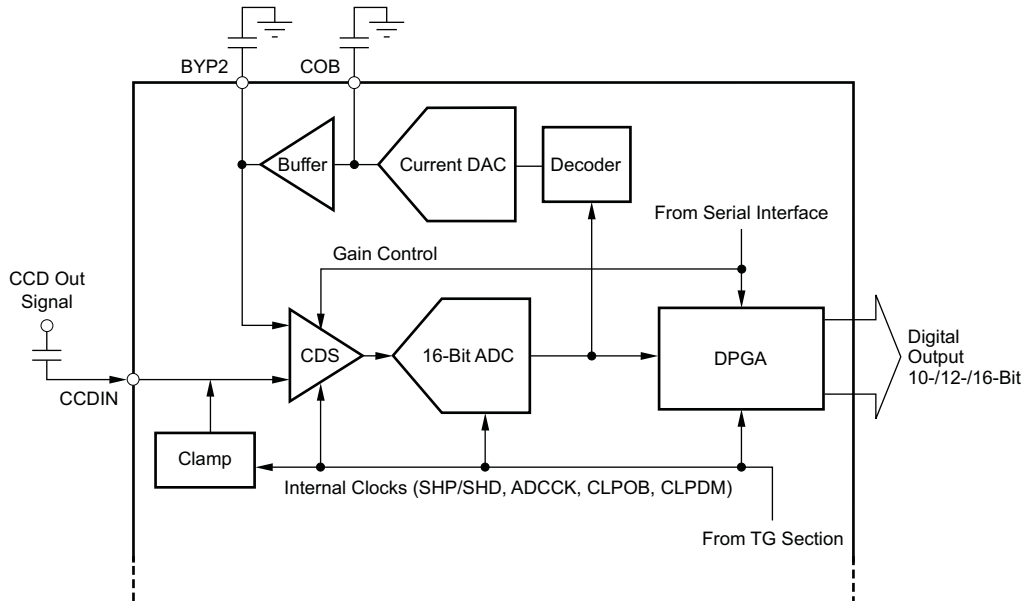 BYP2
COB
Buffer
Current DAC
Decoder
From Serial Interface
Gain Control
CCD Out
Signal
CDS
16-Bit ADC
DPGA
Digital
Output
10-/12-/16-Bit
CCDIN
Clamp
Internal Clocks (SHP/SHD, ADCCK, CLPOB, CLPDM)
From TG Section